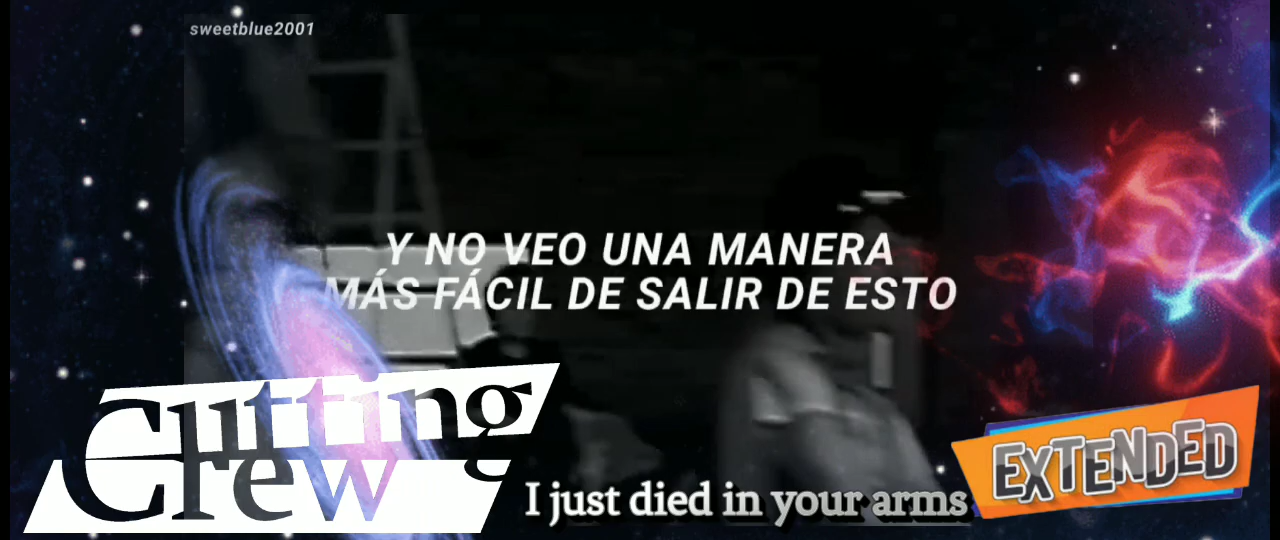 sweetblue2001
Y NO VEO UNA MANERA
MÁS FÁCIL DE SALIR DE ESTO
Cutting
Crew
I just died in your arms
EXTENDED